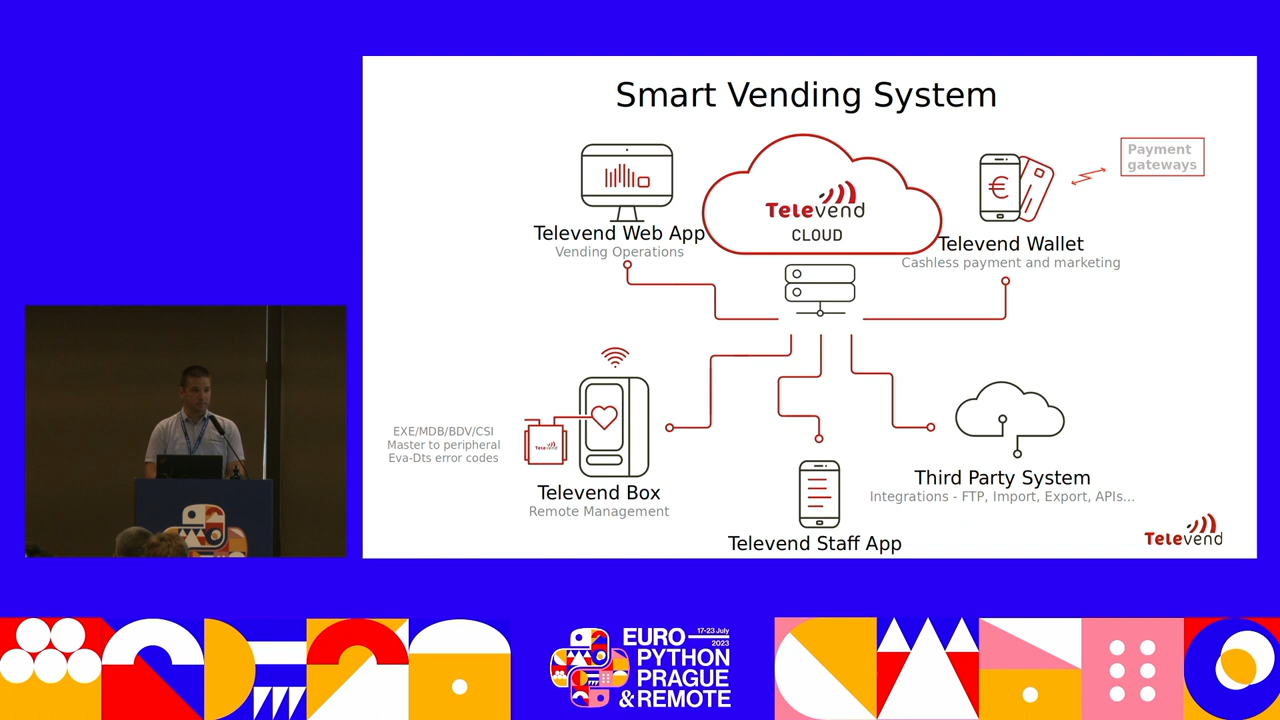 Smart Vending System
Payment
gateways
Televend
CLOUD
Televend Web App
Vending Operations
Televend Wallet
Cashless payment and marketing
EXE/MDB/BDV/CSI
Master to peripheral
Eva-Dts error codes
Televend
Televend Box
Remote Management
Third Party System
Integrations - FTP, Import, Export, APIs...
Televend Staff App
Televend
EURO
17-23 July
2023
PYTHON
PRAGUE
&REMOTE